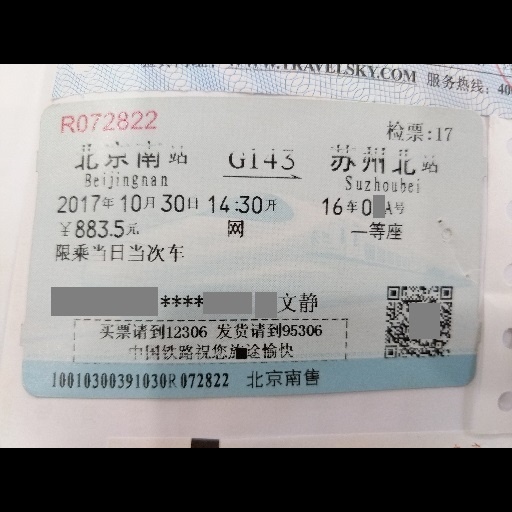 WWW.TRAVELSKY.COM 服务热线: 40
R072822 检票:17
北京南站 G143 苏州北站
Beijingnan Suzhoubei
2017年10月30日 14:30开 16车0 A号
￥883.5元 网 一等座
限乘当日当次车
**** 文静
买票请到12306 发货请到95306
中国铁路祝您旅途愉快
10010300391030R072822 北京南售